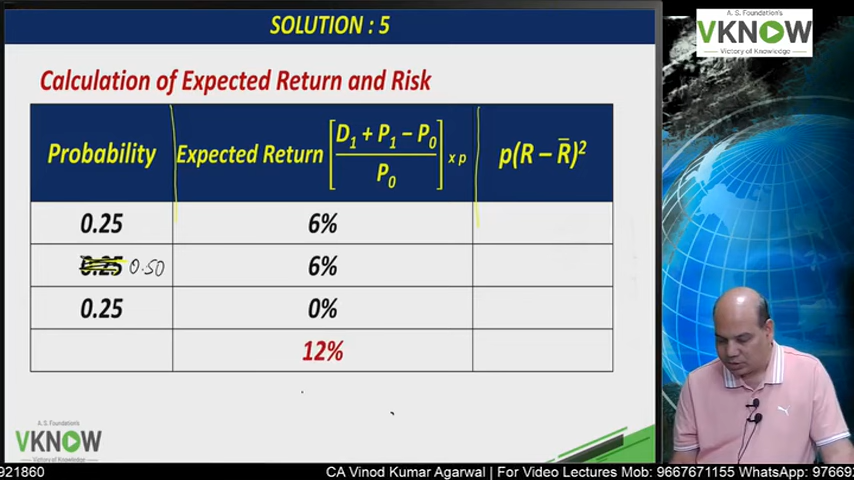 SOLUTION : 5
A. S. Foundation's
VKNOW
Victory of Knowledge
Calculation of Expected Return and Risk
Probability Expected Return [D₁ + P₁ − P₀ / P₀] x p p(R − R̄)²
0.25 6%
0.25 0.50 6%
0.25 0%
12%
A. S. Foundation's
VKNOW
Victory of Knowledge
921860 CA Vinod Kumar Agarwal | For Video Lectures Mob: 9667671155 WhatsApp: 97669